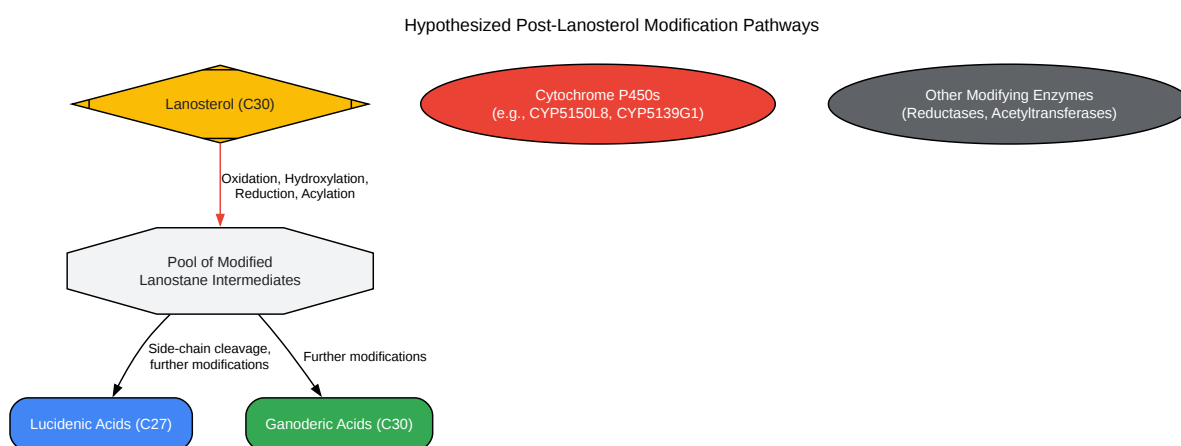 Hypothesized Post-Lanosterol Modification Pathways
Lanosterol (C30)
Cytochrome P450s
(e.g., CYP5150L8, CYP5139G1)
Other Modifying Enzymes
(Reductases, Acetyltransferases)
Oxidation, Hydroxylation,
Reduction, Acylation
Pool of Modified
Lanostane Intermediates
Side-chain cleavage,
further modifications
Further modifications
Lucidenic Acids (C27)
Ganoderic Acids (C30)